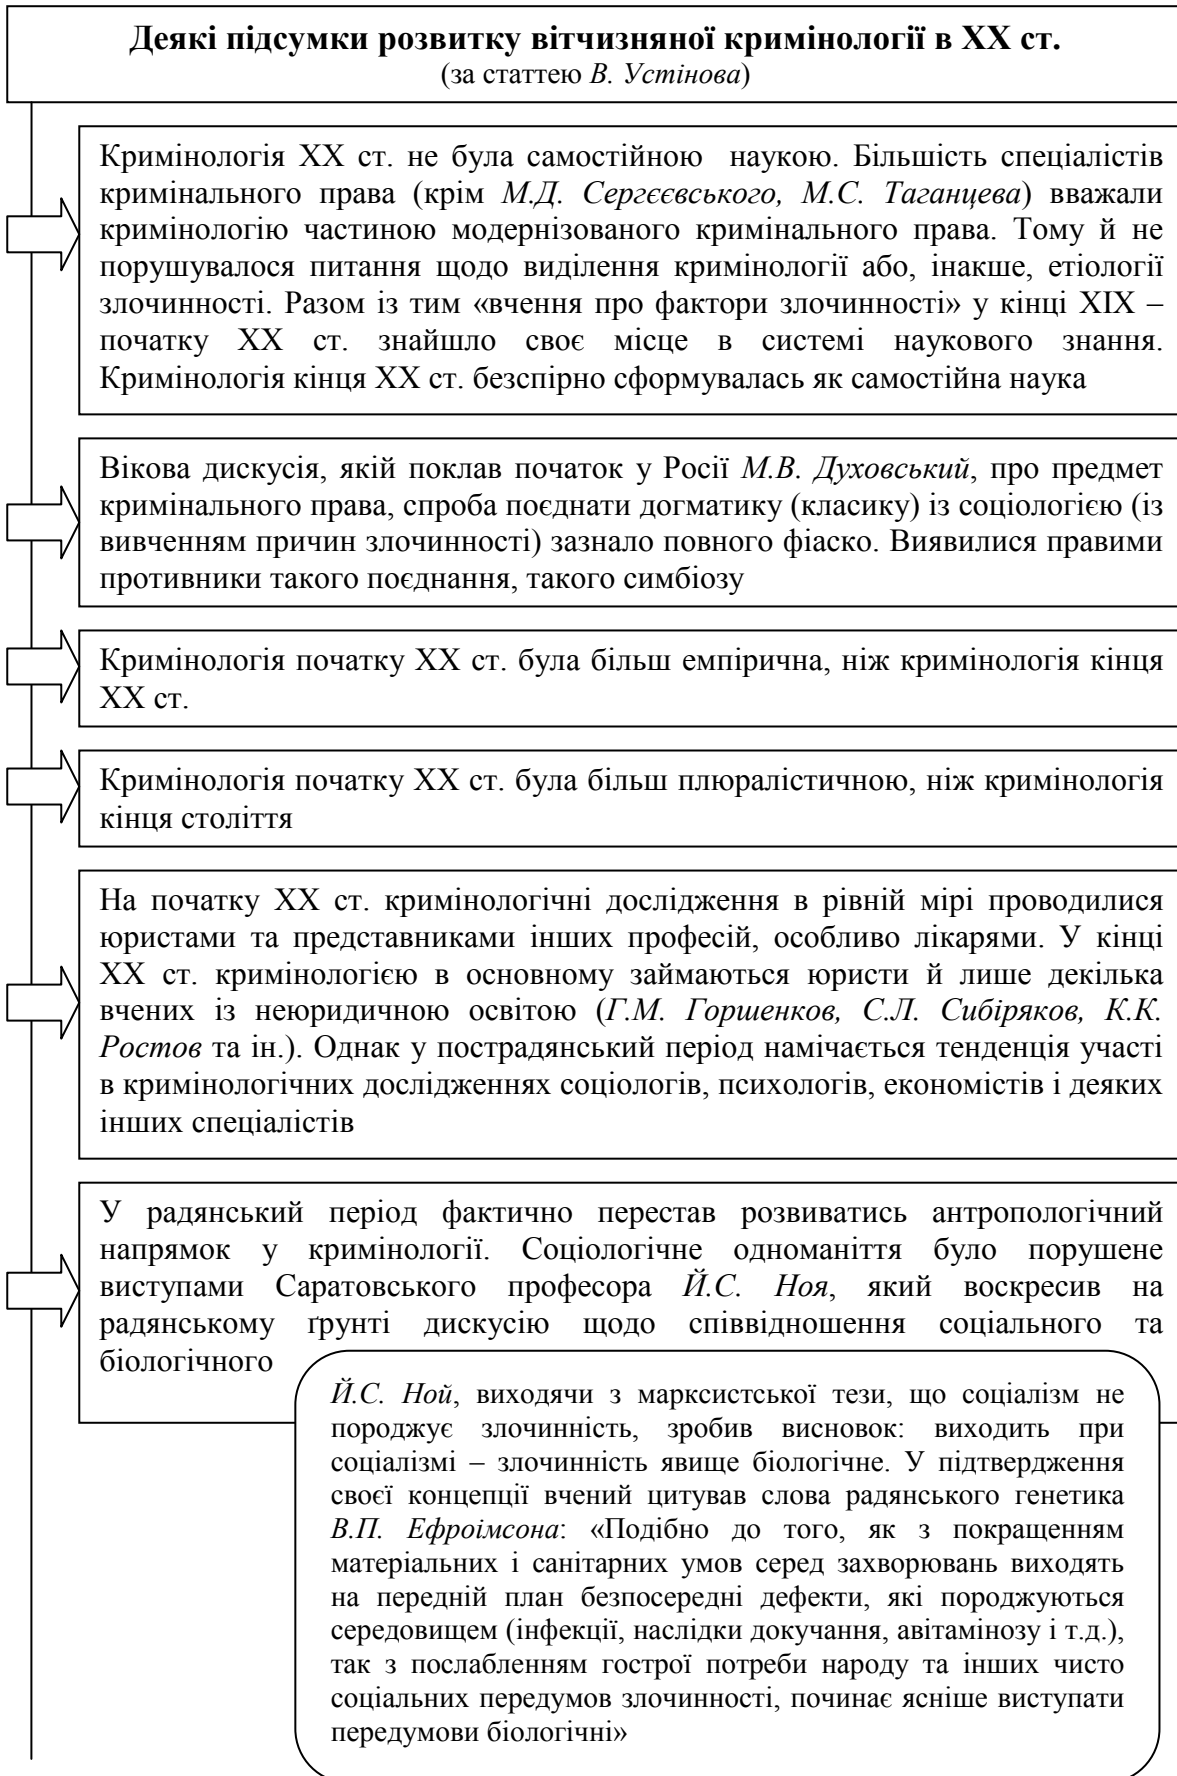 Деякі підсумки розвитку вітчизняної кримінології в ХХ ст.
(за статтею В. Устінова)
Кримінологія ХХ ст. не була самостійною наукою. Більшість спеціалістів
кримінального права (крім М.Д. Сергєєвського, М.С. Таганцева) вважали
кримінологію частиною модернізованого кримінального права. Тому й не
порушувалося питання щодо виділення кримінології або, інакше, етіології
злочинності. Разом із тим «вчення про фактори злочинності» у кінці ХІХ –
початку ХХ ст. знайшло своє місце в системі наукового знання.
Кримінологія кінця ХХ ст. безспірно сформувалась як самостійна наука
Вікова дискусія, якій поклав початок у Росії М.В. Духовський, про предмет
кримінального права, спроба поєднати догматику (класику) із соціологією (із
вивченням причин злочинності) зазнало повного фіаско. Виявилися правими
противники такого поєднання, такого симбіозу
Кримінологія початку ХХ ст. була більш емпірична, ніж кримінологія кінця
ХХ ст.
Кримінологія початку ХХ ст. була більш плюралістичною, ніж кримінологія
кінця століття
На початку ХХ ст. кримінологічні дослідження в рівній мірі проводилися
юристами та представниками інших професій, особливо лікарями. У кінці
ХХ ст. кримінологією в основному займаються юристи й лише декілька
вчених із неюридичною освітою (Г.М. Горшенков, С.Л. Сибіряков, К.К.
Ростов та ін.). Однак у пострадянський період намічається тенденція участі
в кримінологічних дослідженнях соціологів, психологів, економістів і деяких
інших спеціалістів
У радянський період фактично перестав розвиватись антропологічний
напрямок у кримінології. Соціологічне одноманіття було порушене
виступами Саратовського професора Й.С. Ноя, який воскресив на
радянському ґрунті дискусію щодо співвідношення соціального та
біологічного
Й.С. Ной, виходячи з марксистської тези, що соціалізм не
породжує злочинність, зробив висновок: виходить при
соціалізмі – злочинність явище біологічне. У підтвердження
своєї концепції вчений цитував слова радянського генетика
В.П. Ефроімсона: «Подібно до того, як з покращенням
матеріальних і санітарних умов серед захворювань виходять
на передній план безпосередні дефекти, які породжуються
середовищем (інфекції, наслідки докучання, авітамінозу і т.д.),
так з послабленням гострої потреби народу та інших чисто
соціальних передумов злочинності, починає ясніше виступати
передумови біологічні»